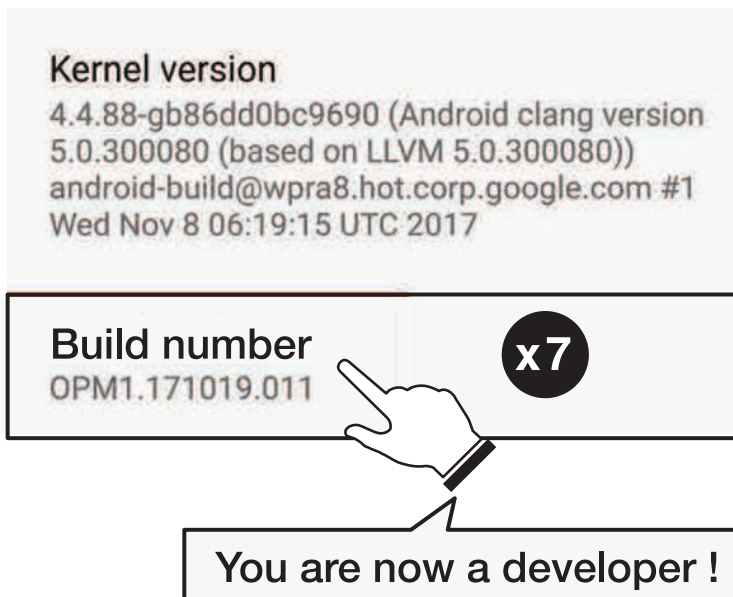 Kernel version
4.4.88-gb86dd0bc9690 (Android clang version
5.0.300080 (based on LLVM 5.0.300080))
android-build@wpra8.hot.corp.google.com #1
Wed Nov 8 06:19:15 UTC 2017
Build number
x7
OPM1.171019.011
You are now a developer !